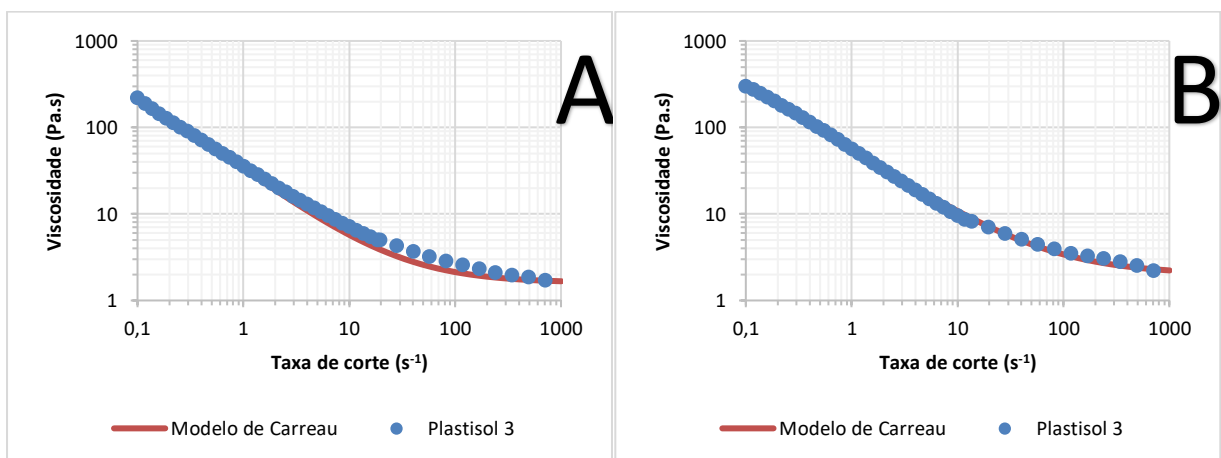 A
Viscosidade (Pa.s)
1000
100
10
1
0,1 1 10 100 1000
Taxa de corte (s⁻¹)
Modelo de Carreau Plastisol 3
B
Viscosidade (Pa.s)
1000
100
10
1
0,1 1 10 100 1000
Taxa de corte (s⁻¹)
Modelo de Carreau Plastisol 3